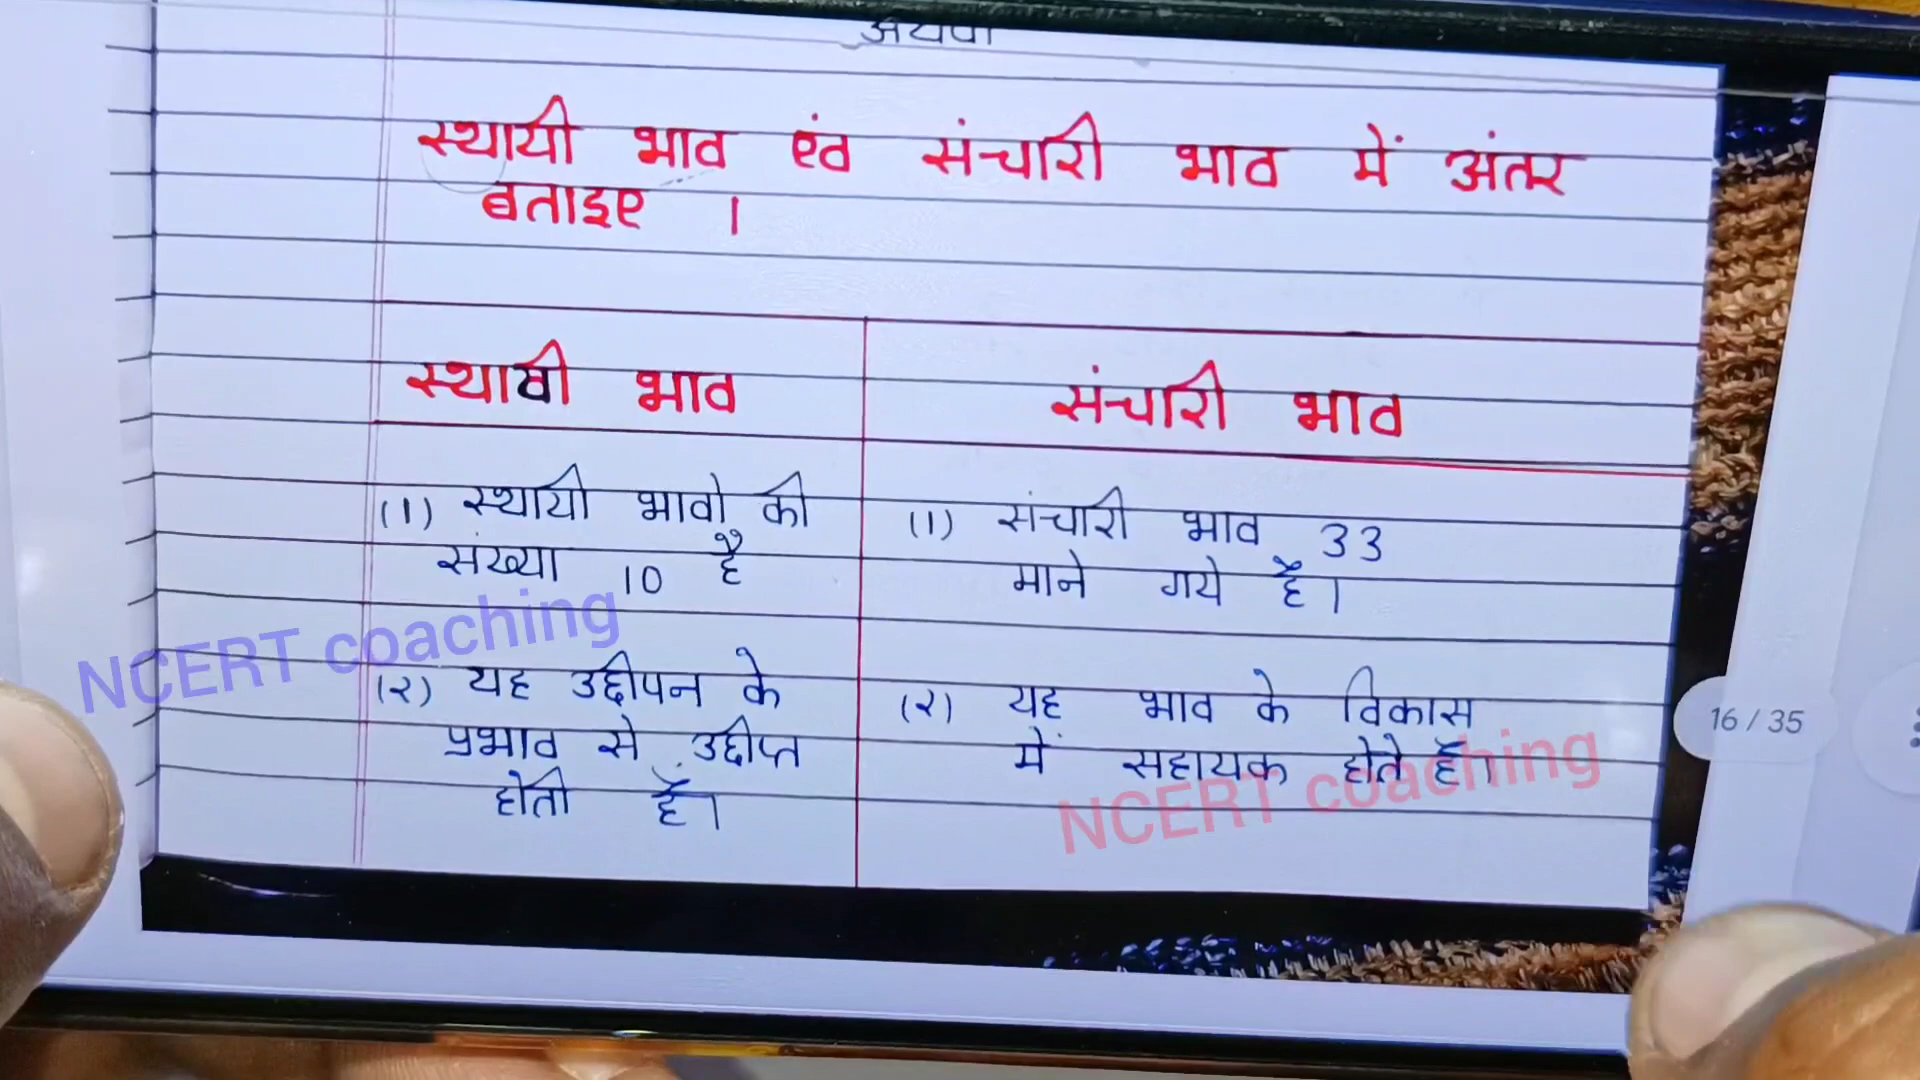 अथवा
स्थायी भाव एंव संचारी भाव में अंतर
बताइए ।
स्थायी भाव
संचारी भाव
(1) स्थायी भावो की
संख्या 10 है
(1) संचारी भाव 33
माने गये है।
(२) यह उद्दीपन के
प्रभाव से उद्दीप्त
होती है।
(२) यह भाव के विकास
में सहायक होते है।
NCERT coaching
NCERT coaching
16 / 35